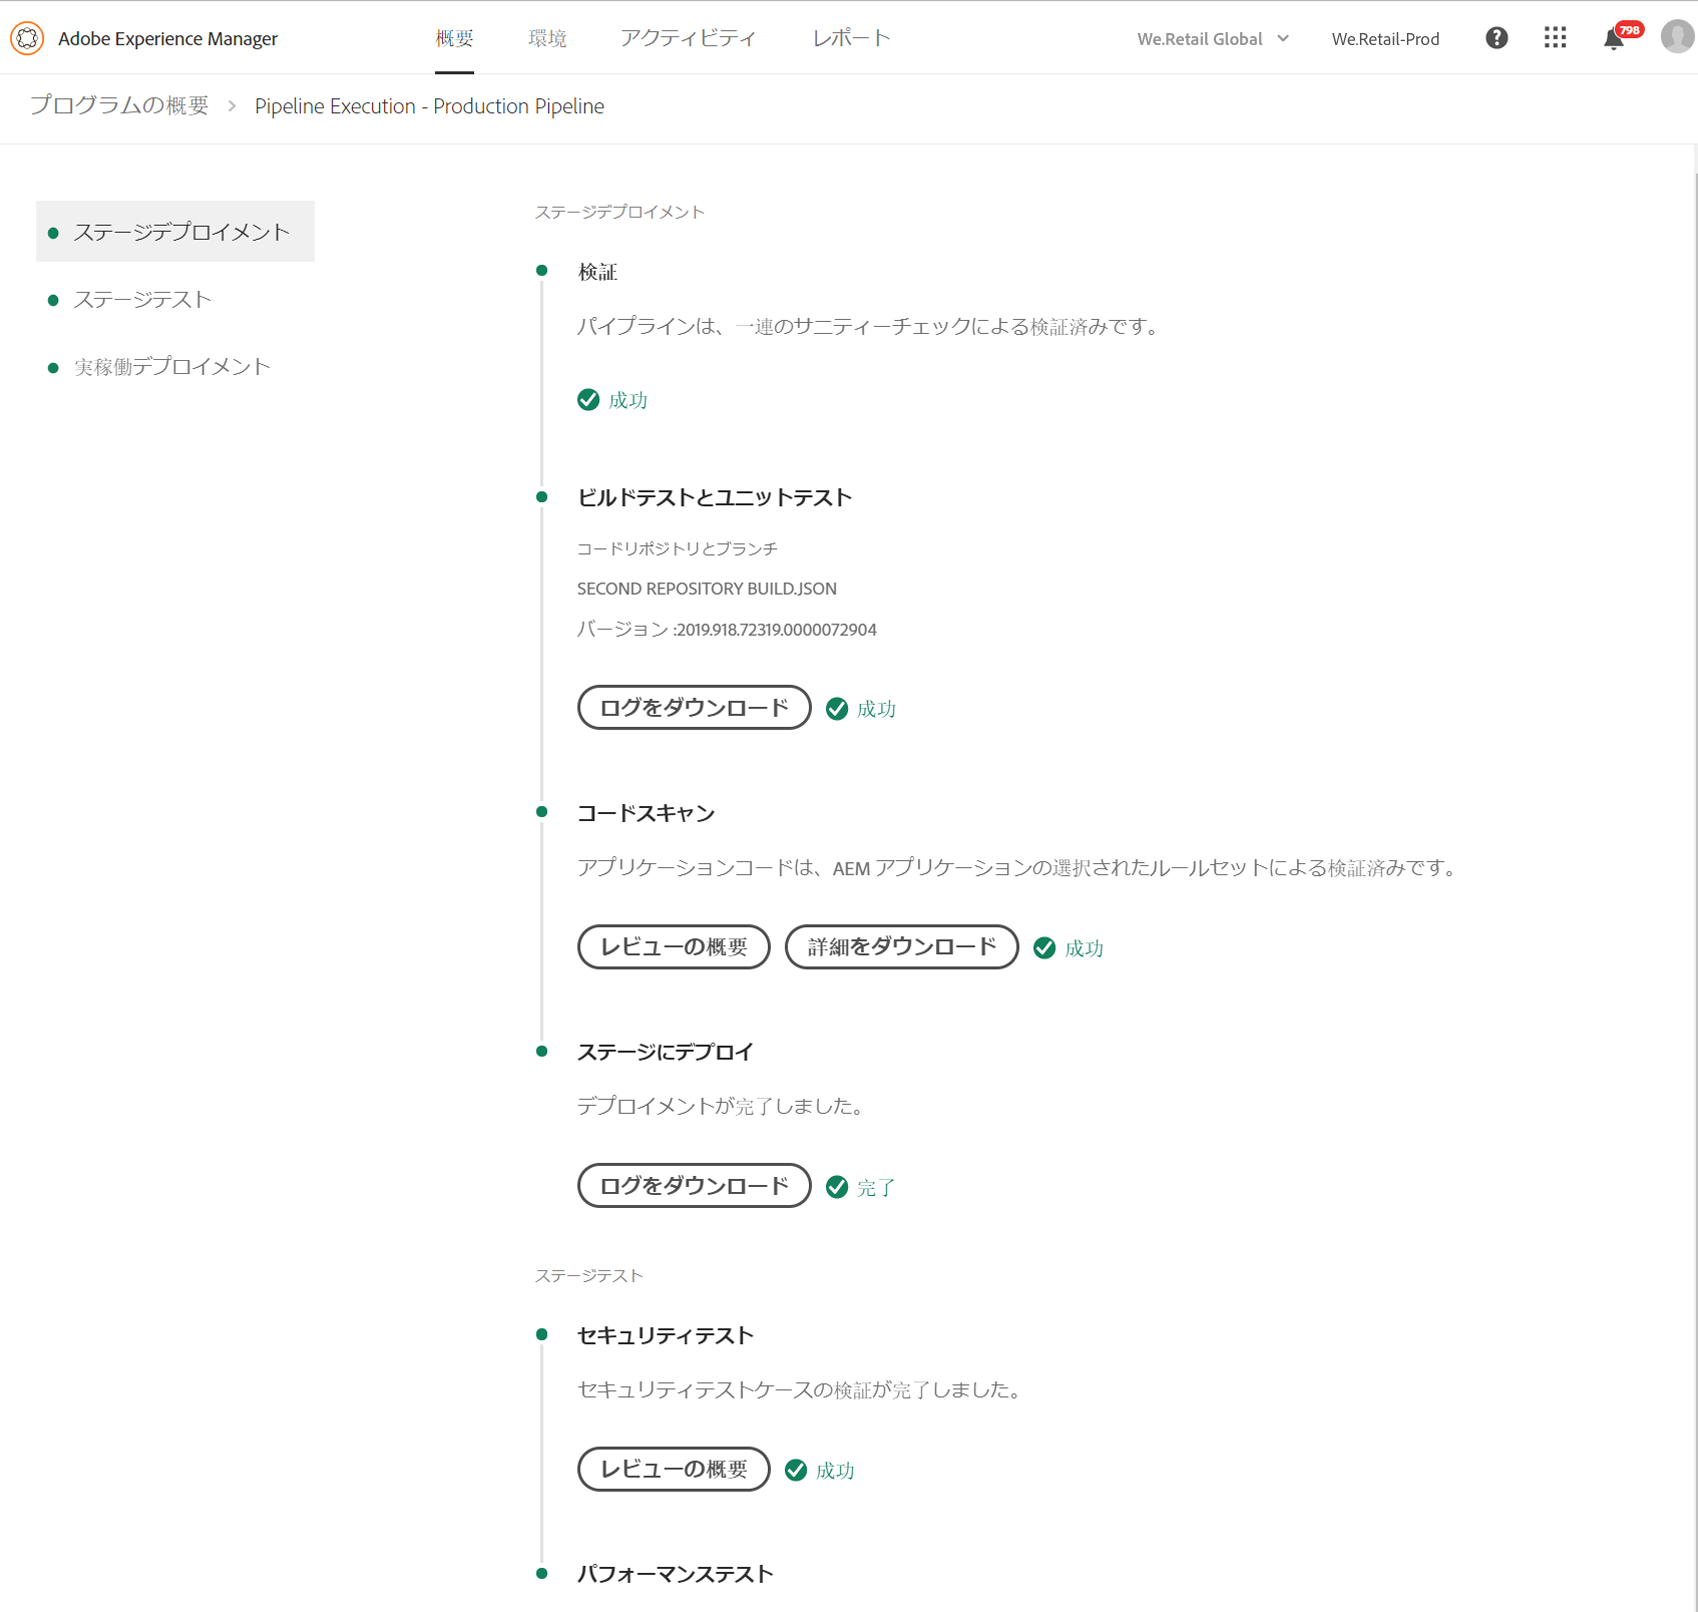 Adobe Experience Manager
概要
環境
アクティビティ
レポート
We.Retail Global
We.Retail-Prod
798
プログラムの概要 > Pipeline Execution - Production Pipeline
ステージデプロイメント
ステージテスト
実稼働デプロイメント
ステージデプロイメント
検証
パイプラインは、一連のサニティーチェックによる検証済みです。
成功
ビルドテストとユニットテスト
コードリポジトリとブランチ
SECOND REPOSITORY BUILD.JSON
バージョン :2019.918.72319.0000072904
ログをダウンロード 成功
コードスキャン
アプリケーションコードは、AEM アプリケーションの選択されたルールセットによる検証済みです。
レビューの概要 詳細をダウンロード 成功
ステージにデプロイ
デプロイメントが完了しました。
ログをダウンロード 完了
ステージテスト
セキュリティテスト
セキュリティテストケースの検証が完了しました。
レビューの概要 成功
パフォーマンステスト